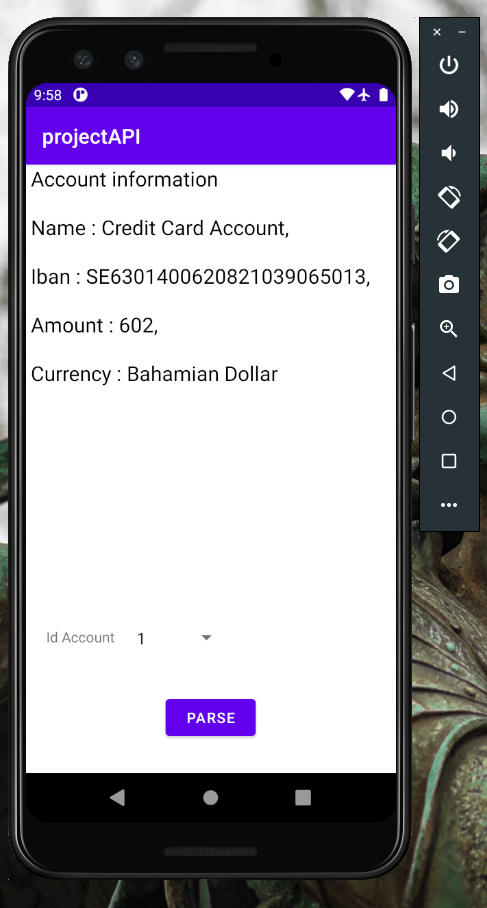 9:58
projectAPI
Account information
Name : Credit Card Account,
Iban : SE6301400620821039065013,
Amount : 602,
Currency : Bahamian Dollar
Id Account 1
PARSE